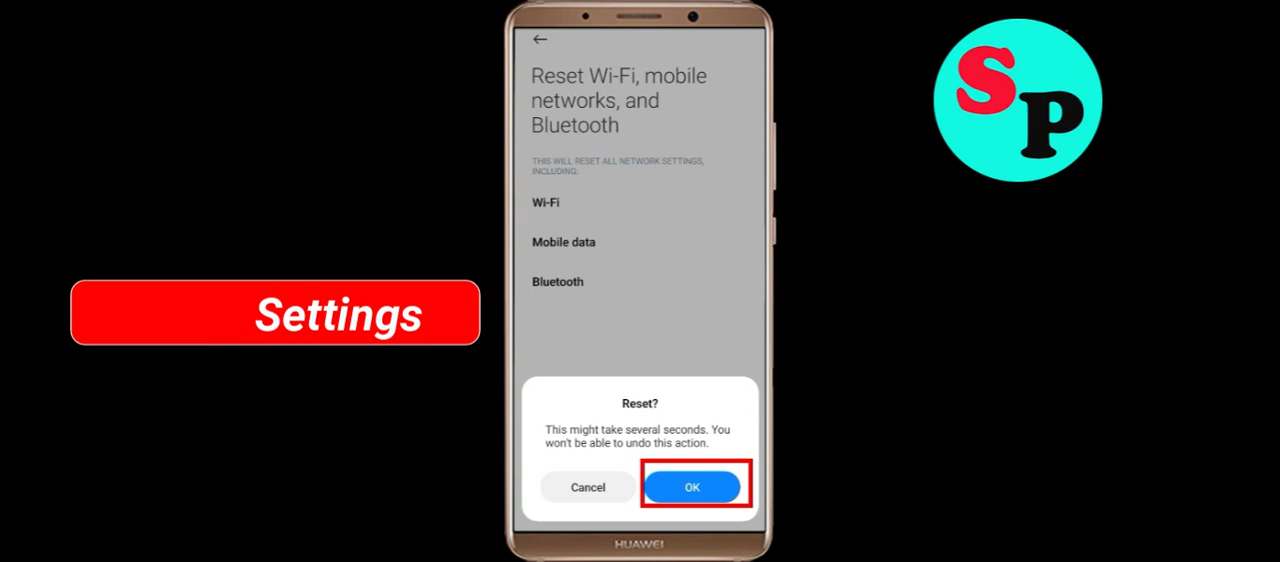 Reset Wi-Fi, mobile
networks, and
Bluetooth
THIS WILL RESET ALL NETWORK SETTINGS,
INCLUDING:
Wi-Fi
Mobile data
Bluetooth
Settings
Reset?
This might take several seconds. You
won't be able to undo this action.
Cancel
OK
HUAWEI
SP